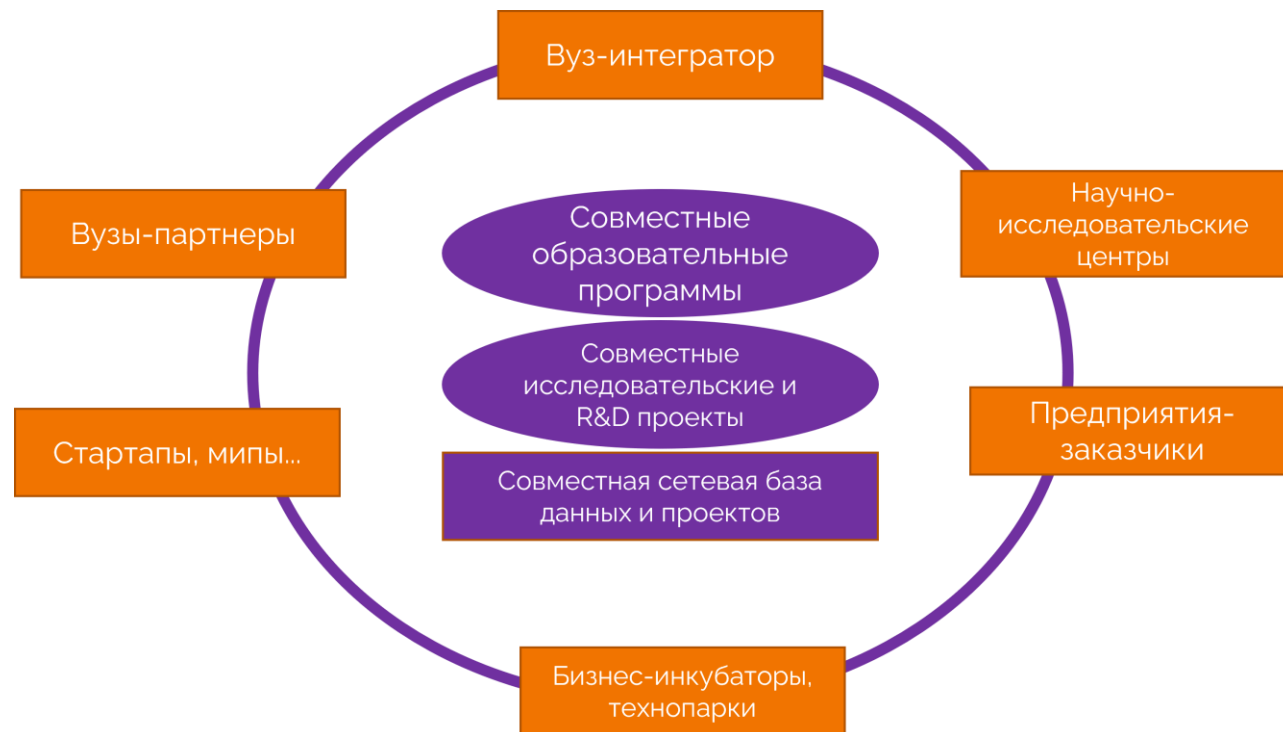 Вуз-интегратор
Научно-
исследовательские
центры
Вузы-партнеры
Совместные
образовательные
программы
Совместные
исследовательские и
R&D проекты
Предприятия-
заказчики
Стартапы, мипы...
Совместная сетевая база
данных и проектов
Бизнес-инкубаторы,
технопарки